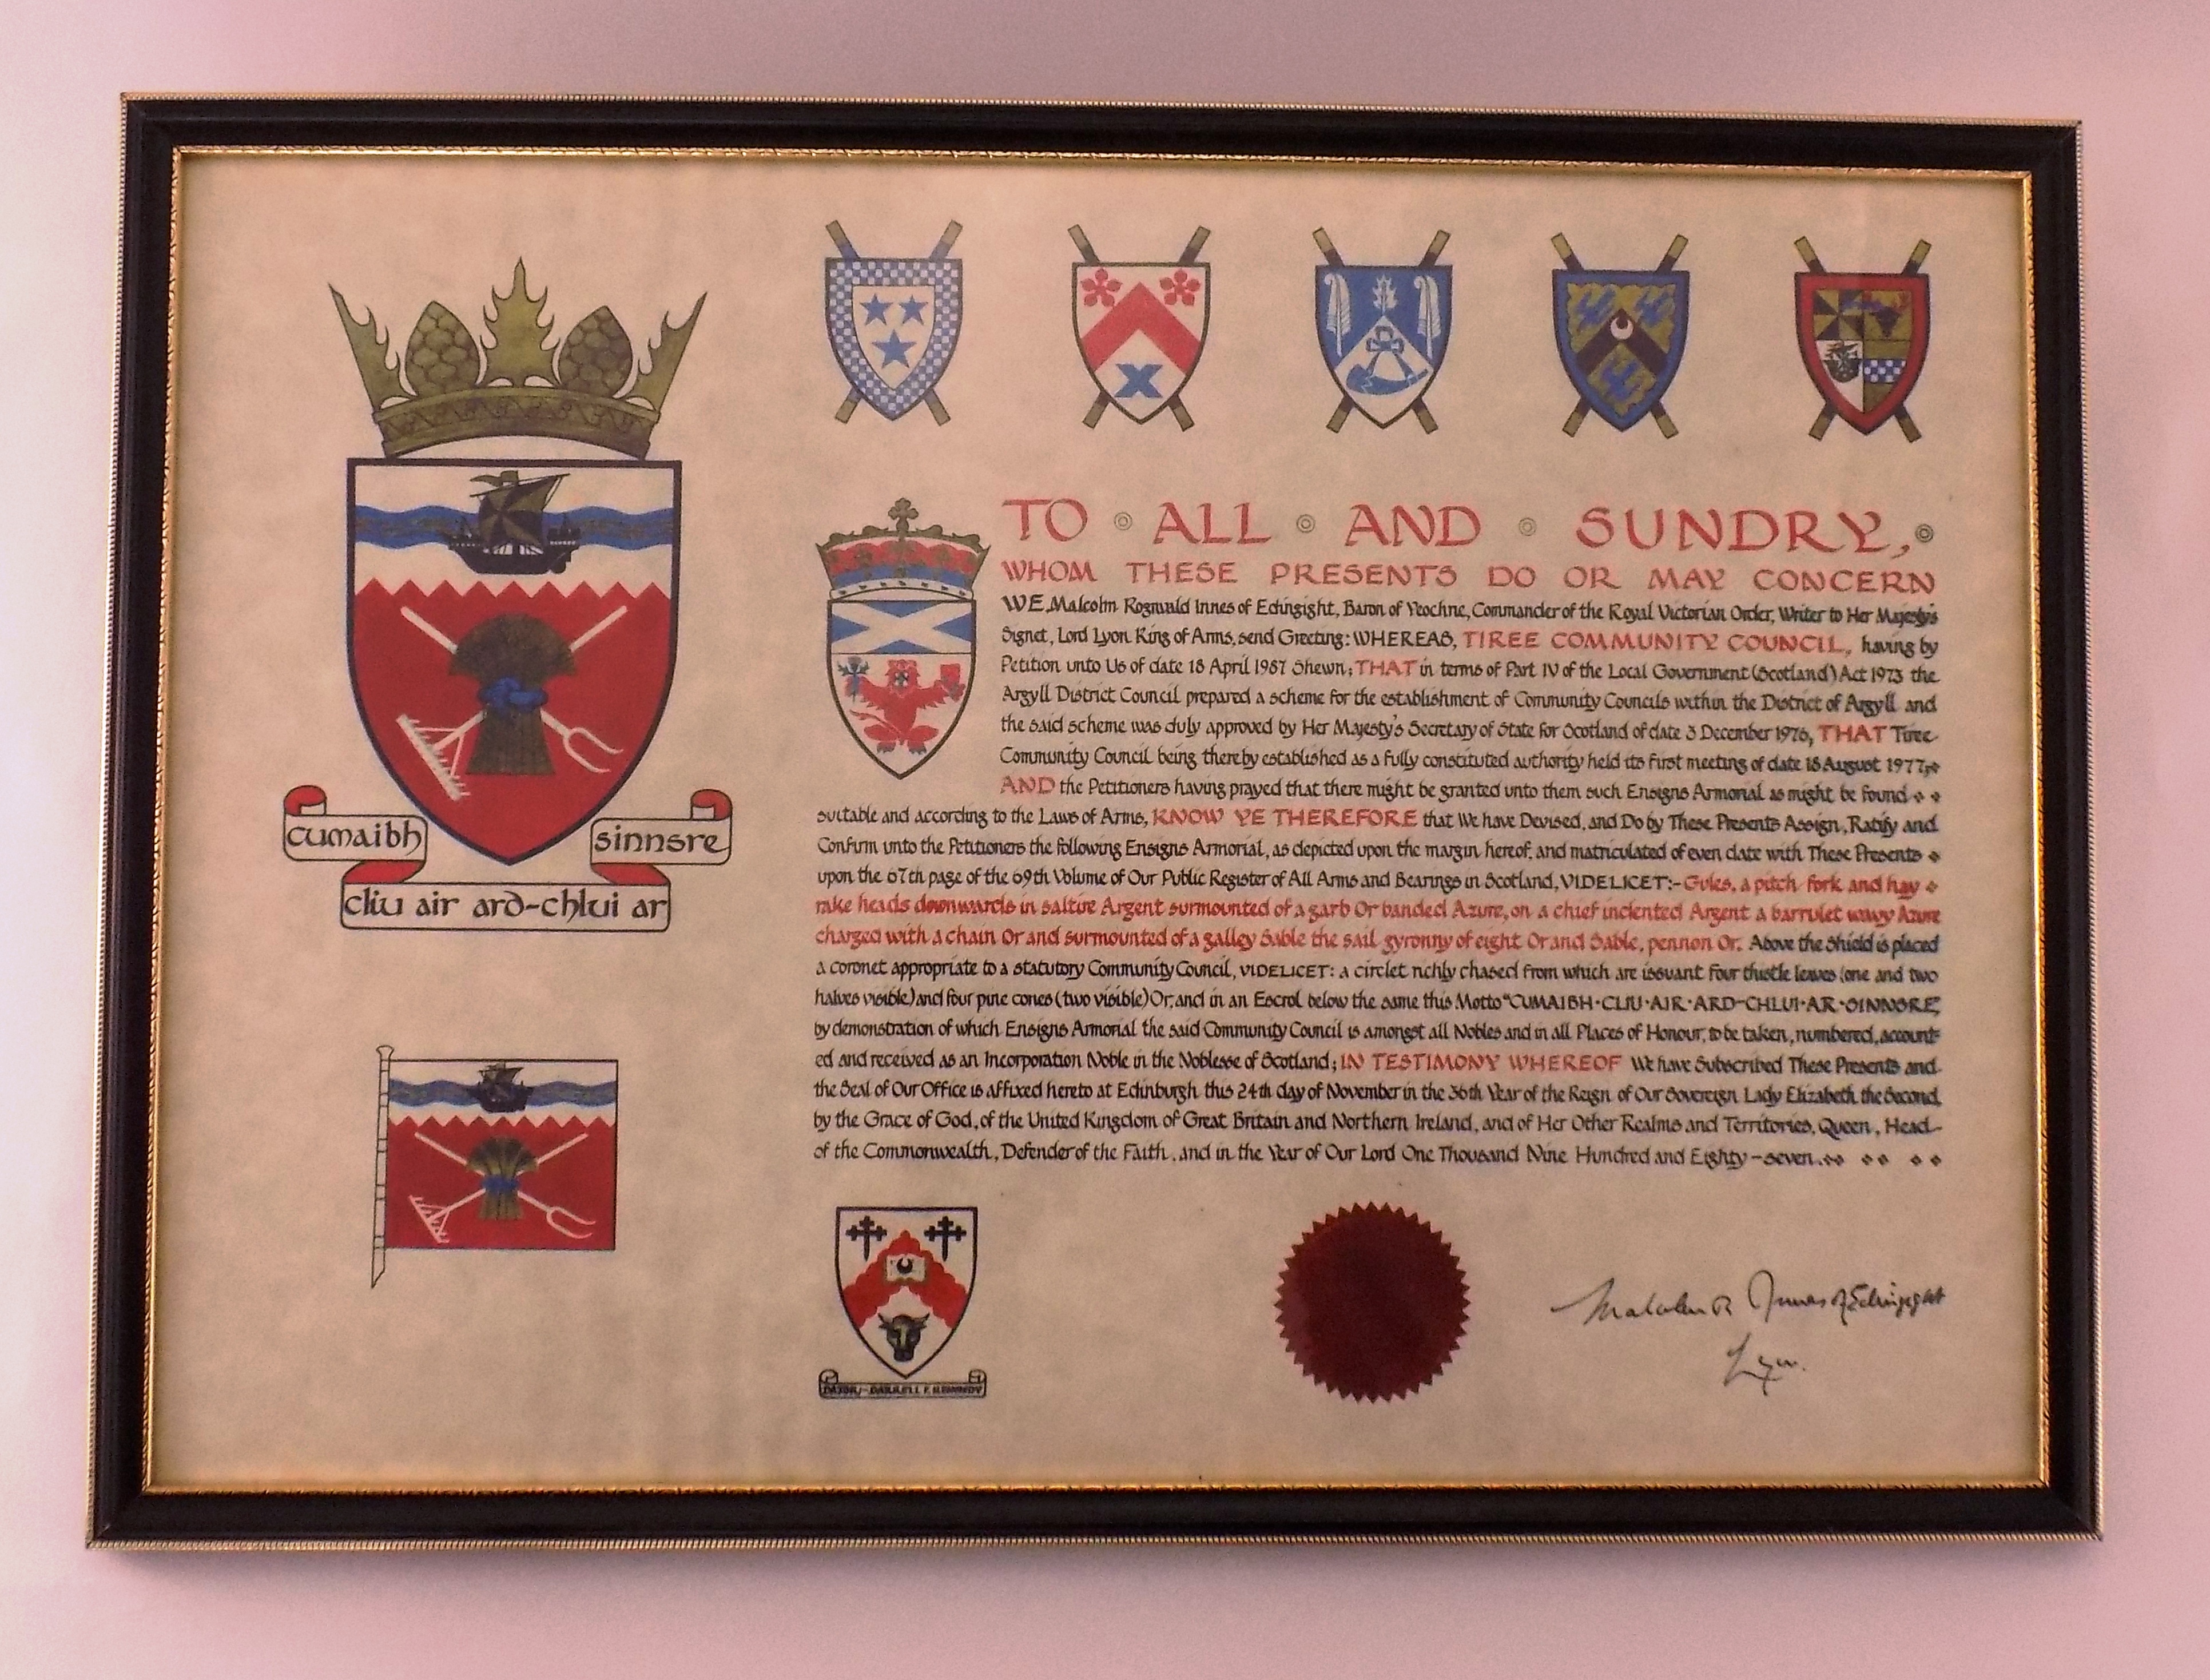 cumaibh sinnsre
cliu air ard-chlui ar
TO ALL AND SUNDRY,
WHOM THESE PRESENTS DO OR MAY CONCERN
WE, Malcolm Rognvald Innes of Edingight, Baron of Yeochrie, Commander of the Royal Victorian Order, Writer to Her Majesty's
Signet, Lord Lyon King of Arms, send Greeting: WHEREAS, TIREE COMMUNITY COUNCIL, having by
Petition unto Us of date 18 April 1987 Shewn; THAT in terms of Part IV of the Local Government (Scotland) Act 1973 the
Argyll District Council prepared a scheme for the establishment of Community Councils within the District of Argyll and
the said scheme was duly approved by Her Majesty's Secretary of State for Scotland of date 3 December 1976, THAT Tiree
Community Council being thereby established as a fully constituted authority held its first meeting of date 18 August 1977,
AND the Petitioners having prayed that there might be granted unto them such Ensigns Armorial as might be found
suitable and according to the Laws of Arms, KNOW YE THEREFORE that We have Devised, and Do by These Presents Assign, Ratify and
Confirm unto the Petitioners the following Ensigns Armorial, as depicted upon the margin hereof, and matriculated of even date with These Presents
upon the 67th page of the 69th Volume of Our Public Register of All Arms and Bearings in Scotland, VIDELICET:- Gules, a pitch fork and hay
rake heads downwards in saltire Argent surmounted of a garb Or banded Azure, on a chief indented Argent a barrulet wavy Azure
charged with a chain Or and surmounted of a galley Sable the sail gyronny of eight Or and Sable, pennon Or. Above the Shield is placed
a coronet appropriate to a statutory Community Council, VIDELICET: a circlet richly chased from which are issuant four thistle leaves (one and two
halves visible) and four pine cones (two visible) Or, and in an Escrol below the same this Motto "CUMAIBH·CLIU·AIR·ARD-CHLUI·AR·SINNSRE",
by demonstration of which Ensigns Armorial the said Community Council is amongst all Nobles and in all Places of Honour, to be taken, numbered, account-
ed and received as an Incorporation Noble in the Noblesse of Scotland; IN TESTIMONY WHEREOF We have Subscribed These Presents and
the Seal of Our Office is affixed hereto at Edinburgh this 24th day of November in the 36th Year of the Reign of Our Sovereign Lady Elizabeth the Second,
by the Grace of God, of the United Kingdom of Great Britain and Northern Ireland, and of Her Other Realms and Territories, Queen, Head
of the Commonwealth, Defender of the Faith, and in the Year of Our Lord One Thousand Nine Hundred and Eighty-seven.
Malcolm R Innes of Edingight
Lyon.